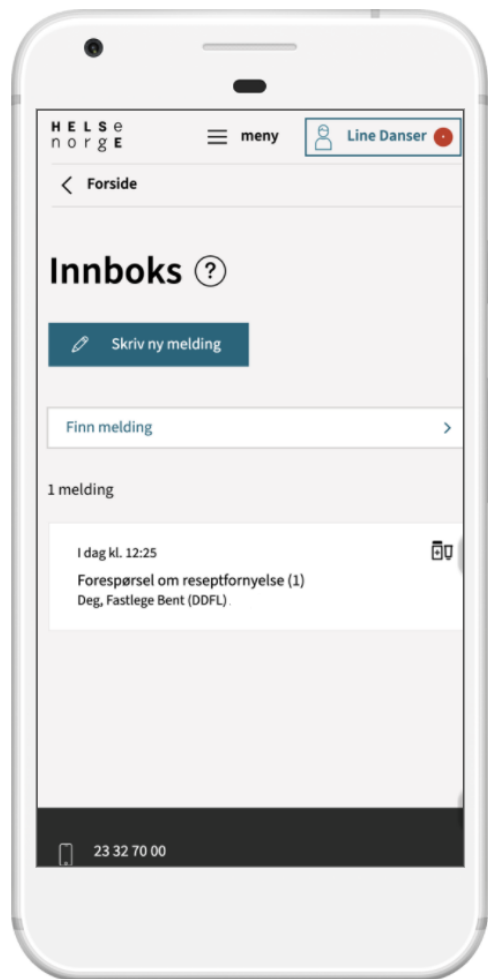 HELSe
norgE
meny
Line Danser
Forside
Innboks ?
Skriv ny melding
Finn melding
1 melding
I dag kl. 12:25
Forespørsel om reseptfornyelse (1)
Deg, Fastlege Bent (DDFL)
23 32 70 00